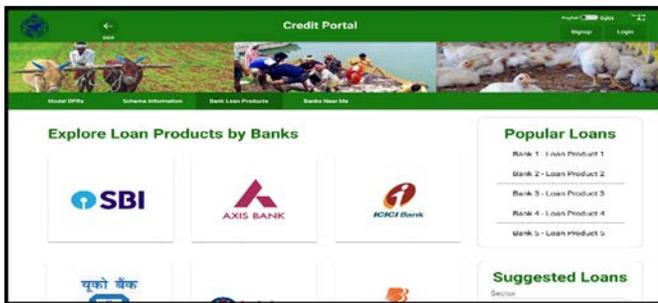 Credit Portal
English
BACK
Signup
Login
Model DPRs
Scheme Information
Bank Loan Products
Banks Near Me
Explore Loan Products by Banks
SBI
AXIS BANK
ICICI Bank
यूको बैंक
Popular Loans
Bank 1 - Loan Product 1
Bank 2 - Loan Product 2
Bank 3 - Loan Product 3
Bank 4 - Loan Product 4
Bank 5 - Loan Product 5
Suggested Loans
Sector